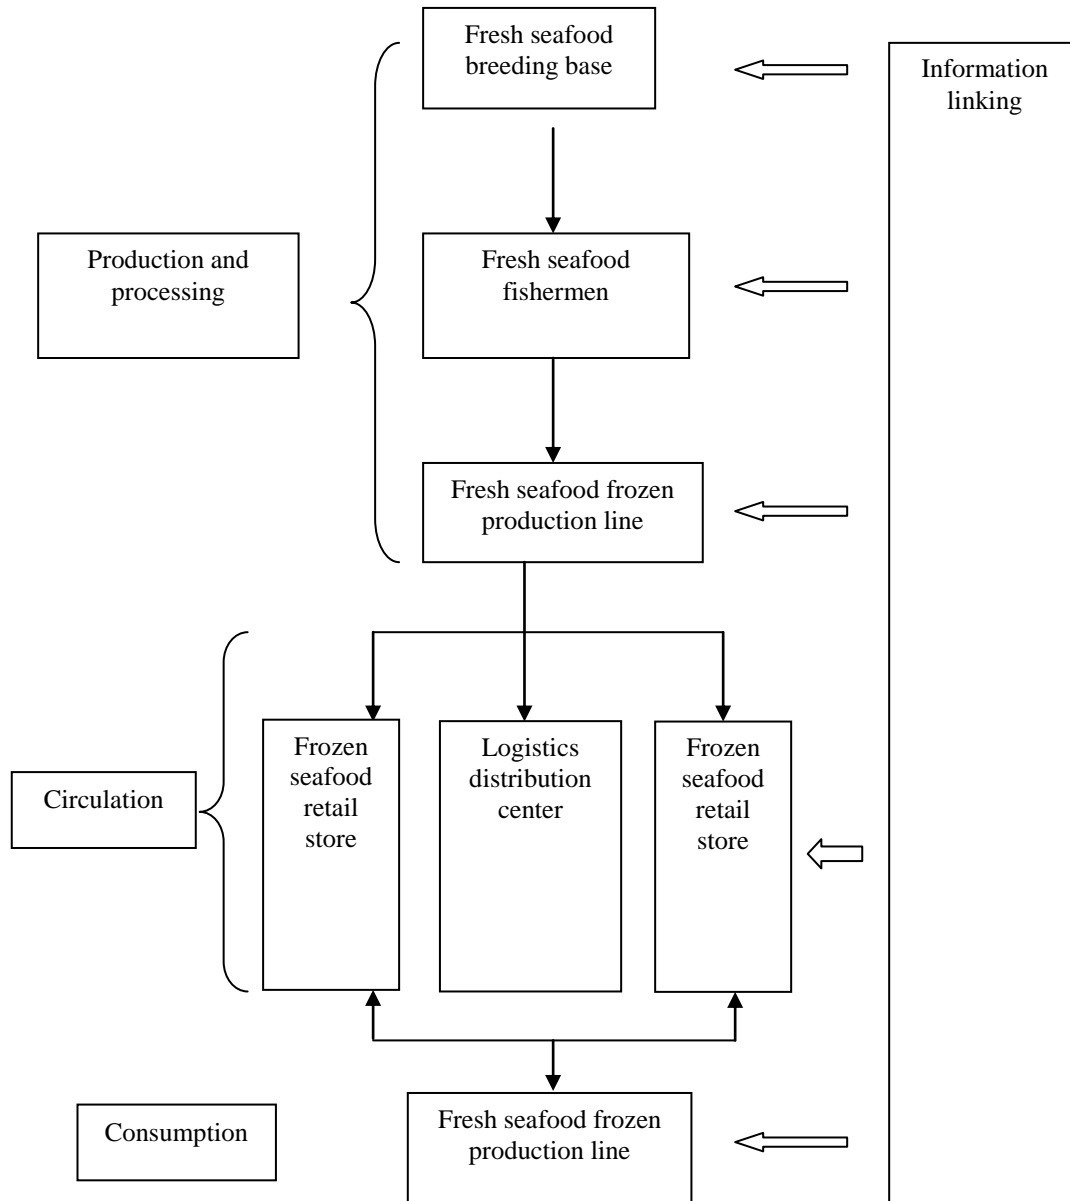 Fresh seafood
breeding base
Information
linking
Production and
processing
Fresh seafood
fishermen
Fresh seafood frozen
production line
Circulation
Frozen
seafood
retail
store
Logistics
distribution
center
Frozen
seafood
retail
store
Consumption
Fresh seafood frozen
production line